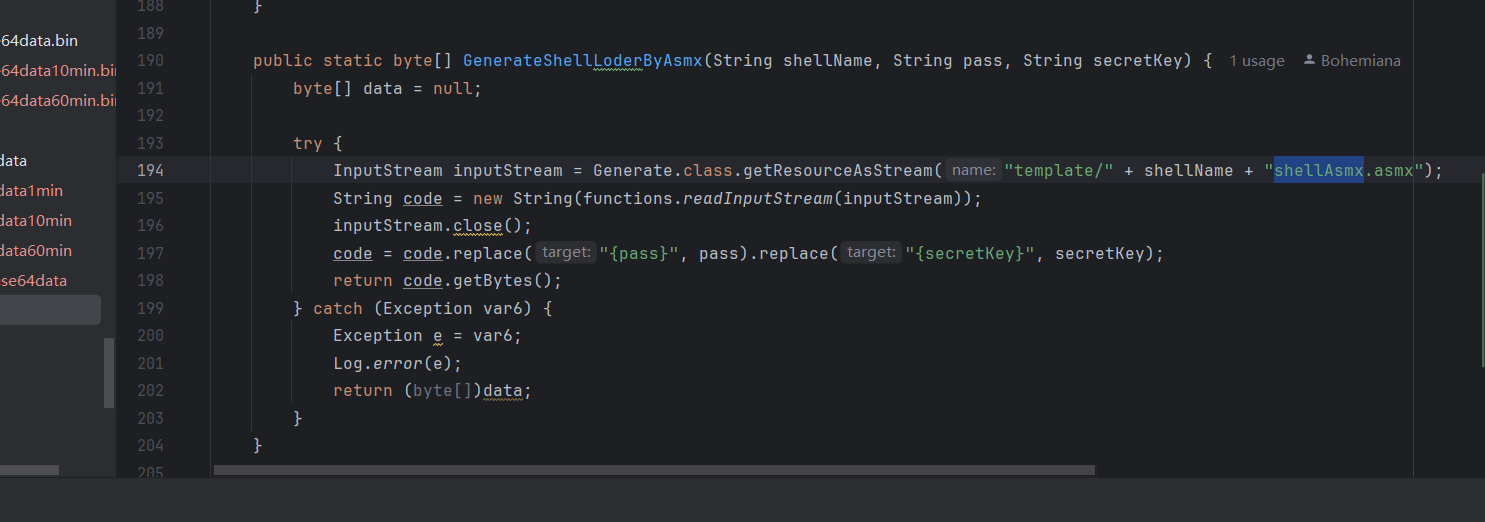 188 }
64data.bin
189
190 public static byte[] GenerateShellLoderByAsmx(String shellName, String pass, String secretKey) { 1 usage Bohemiana
64data10min.bi
191 byte[] data = null;
64data60min.bi
192
193 try {
data
194 InputStream inputStream = Generate.class.getResourceAsStream( name: "template/" + shellName + "shellAsmx.asmx");
data1min
195 String code = new String(functions.readInputStream(inputStream));
data10min
196 inputStream.close();
data60min
197 code = code.replace( target: "{pass}", pass).replace( target: "{secretKey}", secretKey);
se64data
198 return code.getBytes();
199 } catch (Exception var6) {
200 Exception e = var6;
201 Log.error(e);
202 return (byte[])data;
203 }
204 }
205